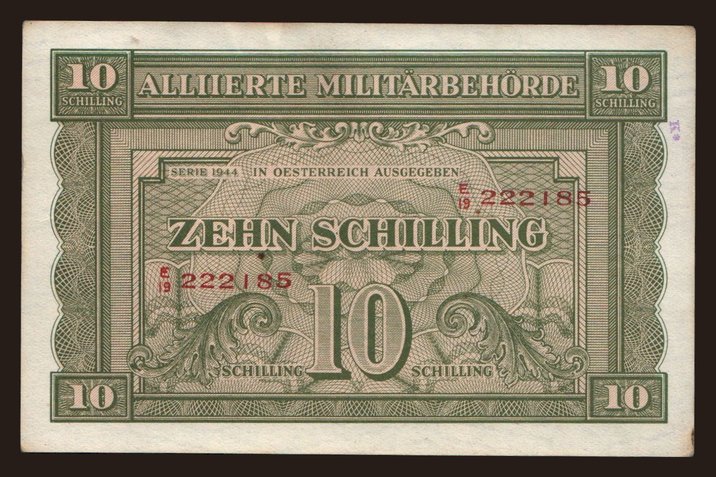 10 ALLIIERTE MILITÄRBEHÖRDE 10
SCHILLING SCHILLING
K*
SERIE 1944 IN OESTERREICH AUSGEGEBEN
E/19 222185
ZEHN SCHILLING
E/19 222185
10
SCHILLING SCHILLING
10 10